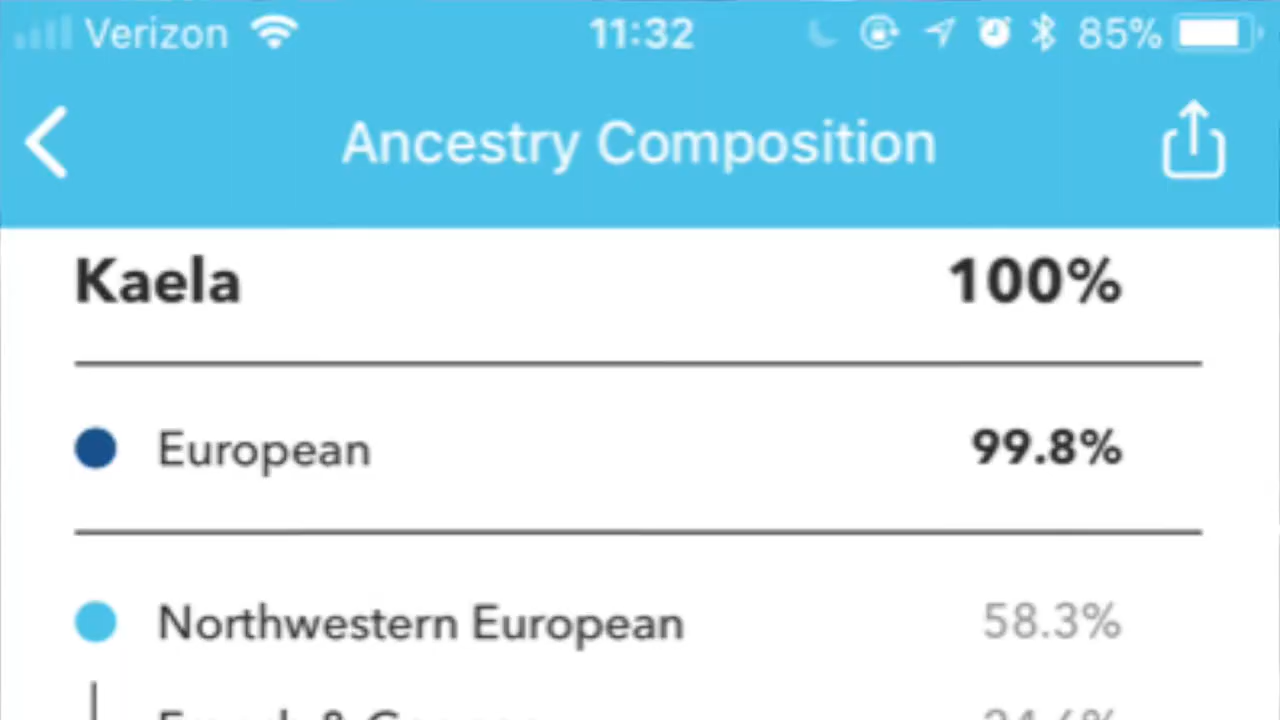 Verizon 11:32 85%
Ancestry Composition
Kaela 100%
European 99.8%
Northwestern European 58.3%